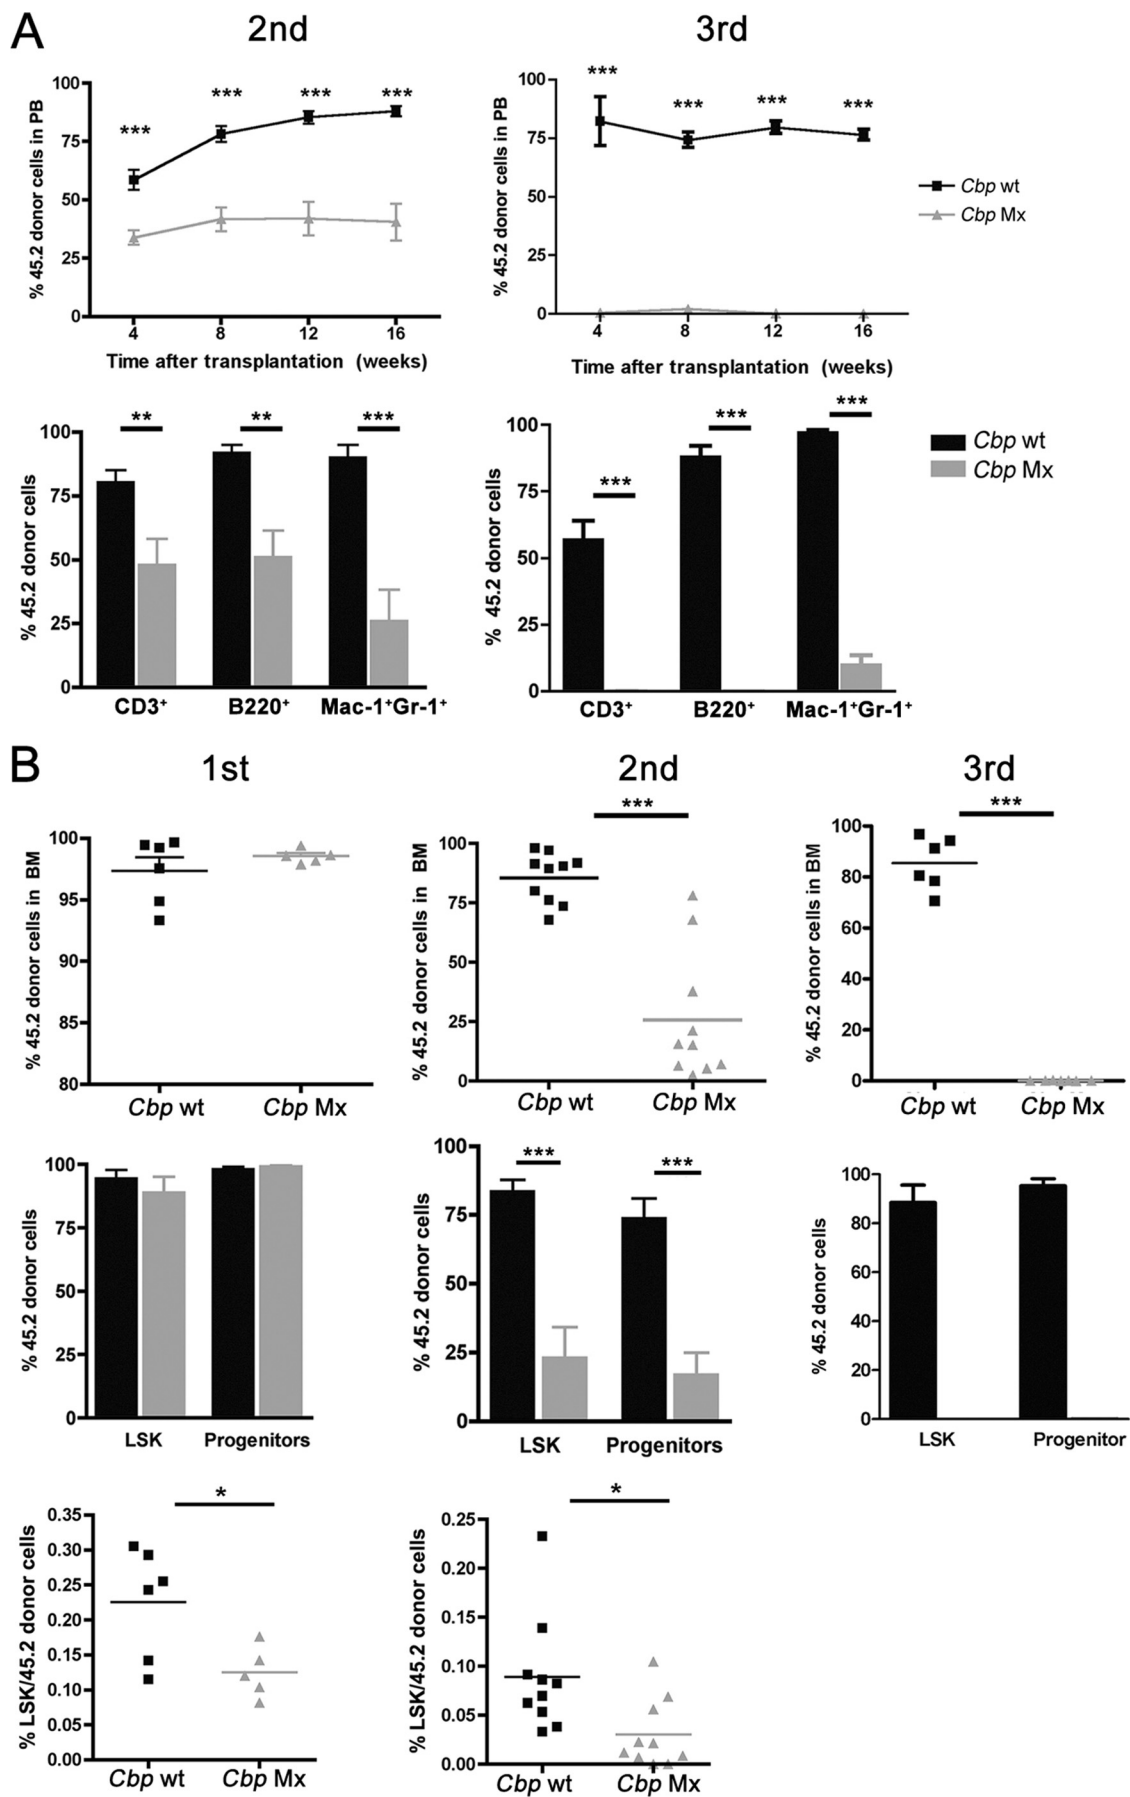 A
2nd
3rd
% 45.2 donor cells in PB
100
75
50
25
0
***
***
***
***
4
8
12
16
Time after transplantation (weeks)
% 45.2 donor cells in PB
100
75
50
25
0
***
***
***
***
4
8
12
16
Time after transplantation (weeks)
Cbp wt
Cbp Mx
% 45.2 donor cells
100
75
50
25
0
**
**
***
CD3+
B220+
Mac-1+Gr-1+
% 45.2 donor cells
100
75
50
25
0
***
***
***
CD3+
B220+
Mac-1+Gr-1+
Cbp wt
Cbp Mx
B
1st
2nd
3rd
% 45.2 donor cells in BM
100
95
90
85
80
Cbp wt
Cbp Mx
% 45.2 donor cells in BM
100
75
50
25
0
***
Cbp wt
Cbp Mx
% 45.2 donor cells in BM
100
80
60
40
20
0
***
Cbp wt
Cbp Mx
% 45.2 donor cells
100
75
50
25
0
LSK
Progenitors
% 45.2 donor cells
100
75
50
25
0
***
***
LSK
Progenitors
% 45.2 donor cells
100
80
60
40
20
0
LSK
Progenitor
% LSK/45.2 donor cells
0.35
0.30
0.25
0.20
0.15
0.10
0.05
0.00
*
Cbp wt
Cbp Mx
% LSK/45.2 donor cells
0.25
0.20
0.15
0.10
0.05
0.00
*
Cbp wt
Cbp Mx